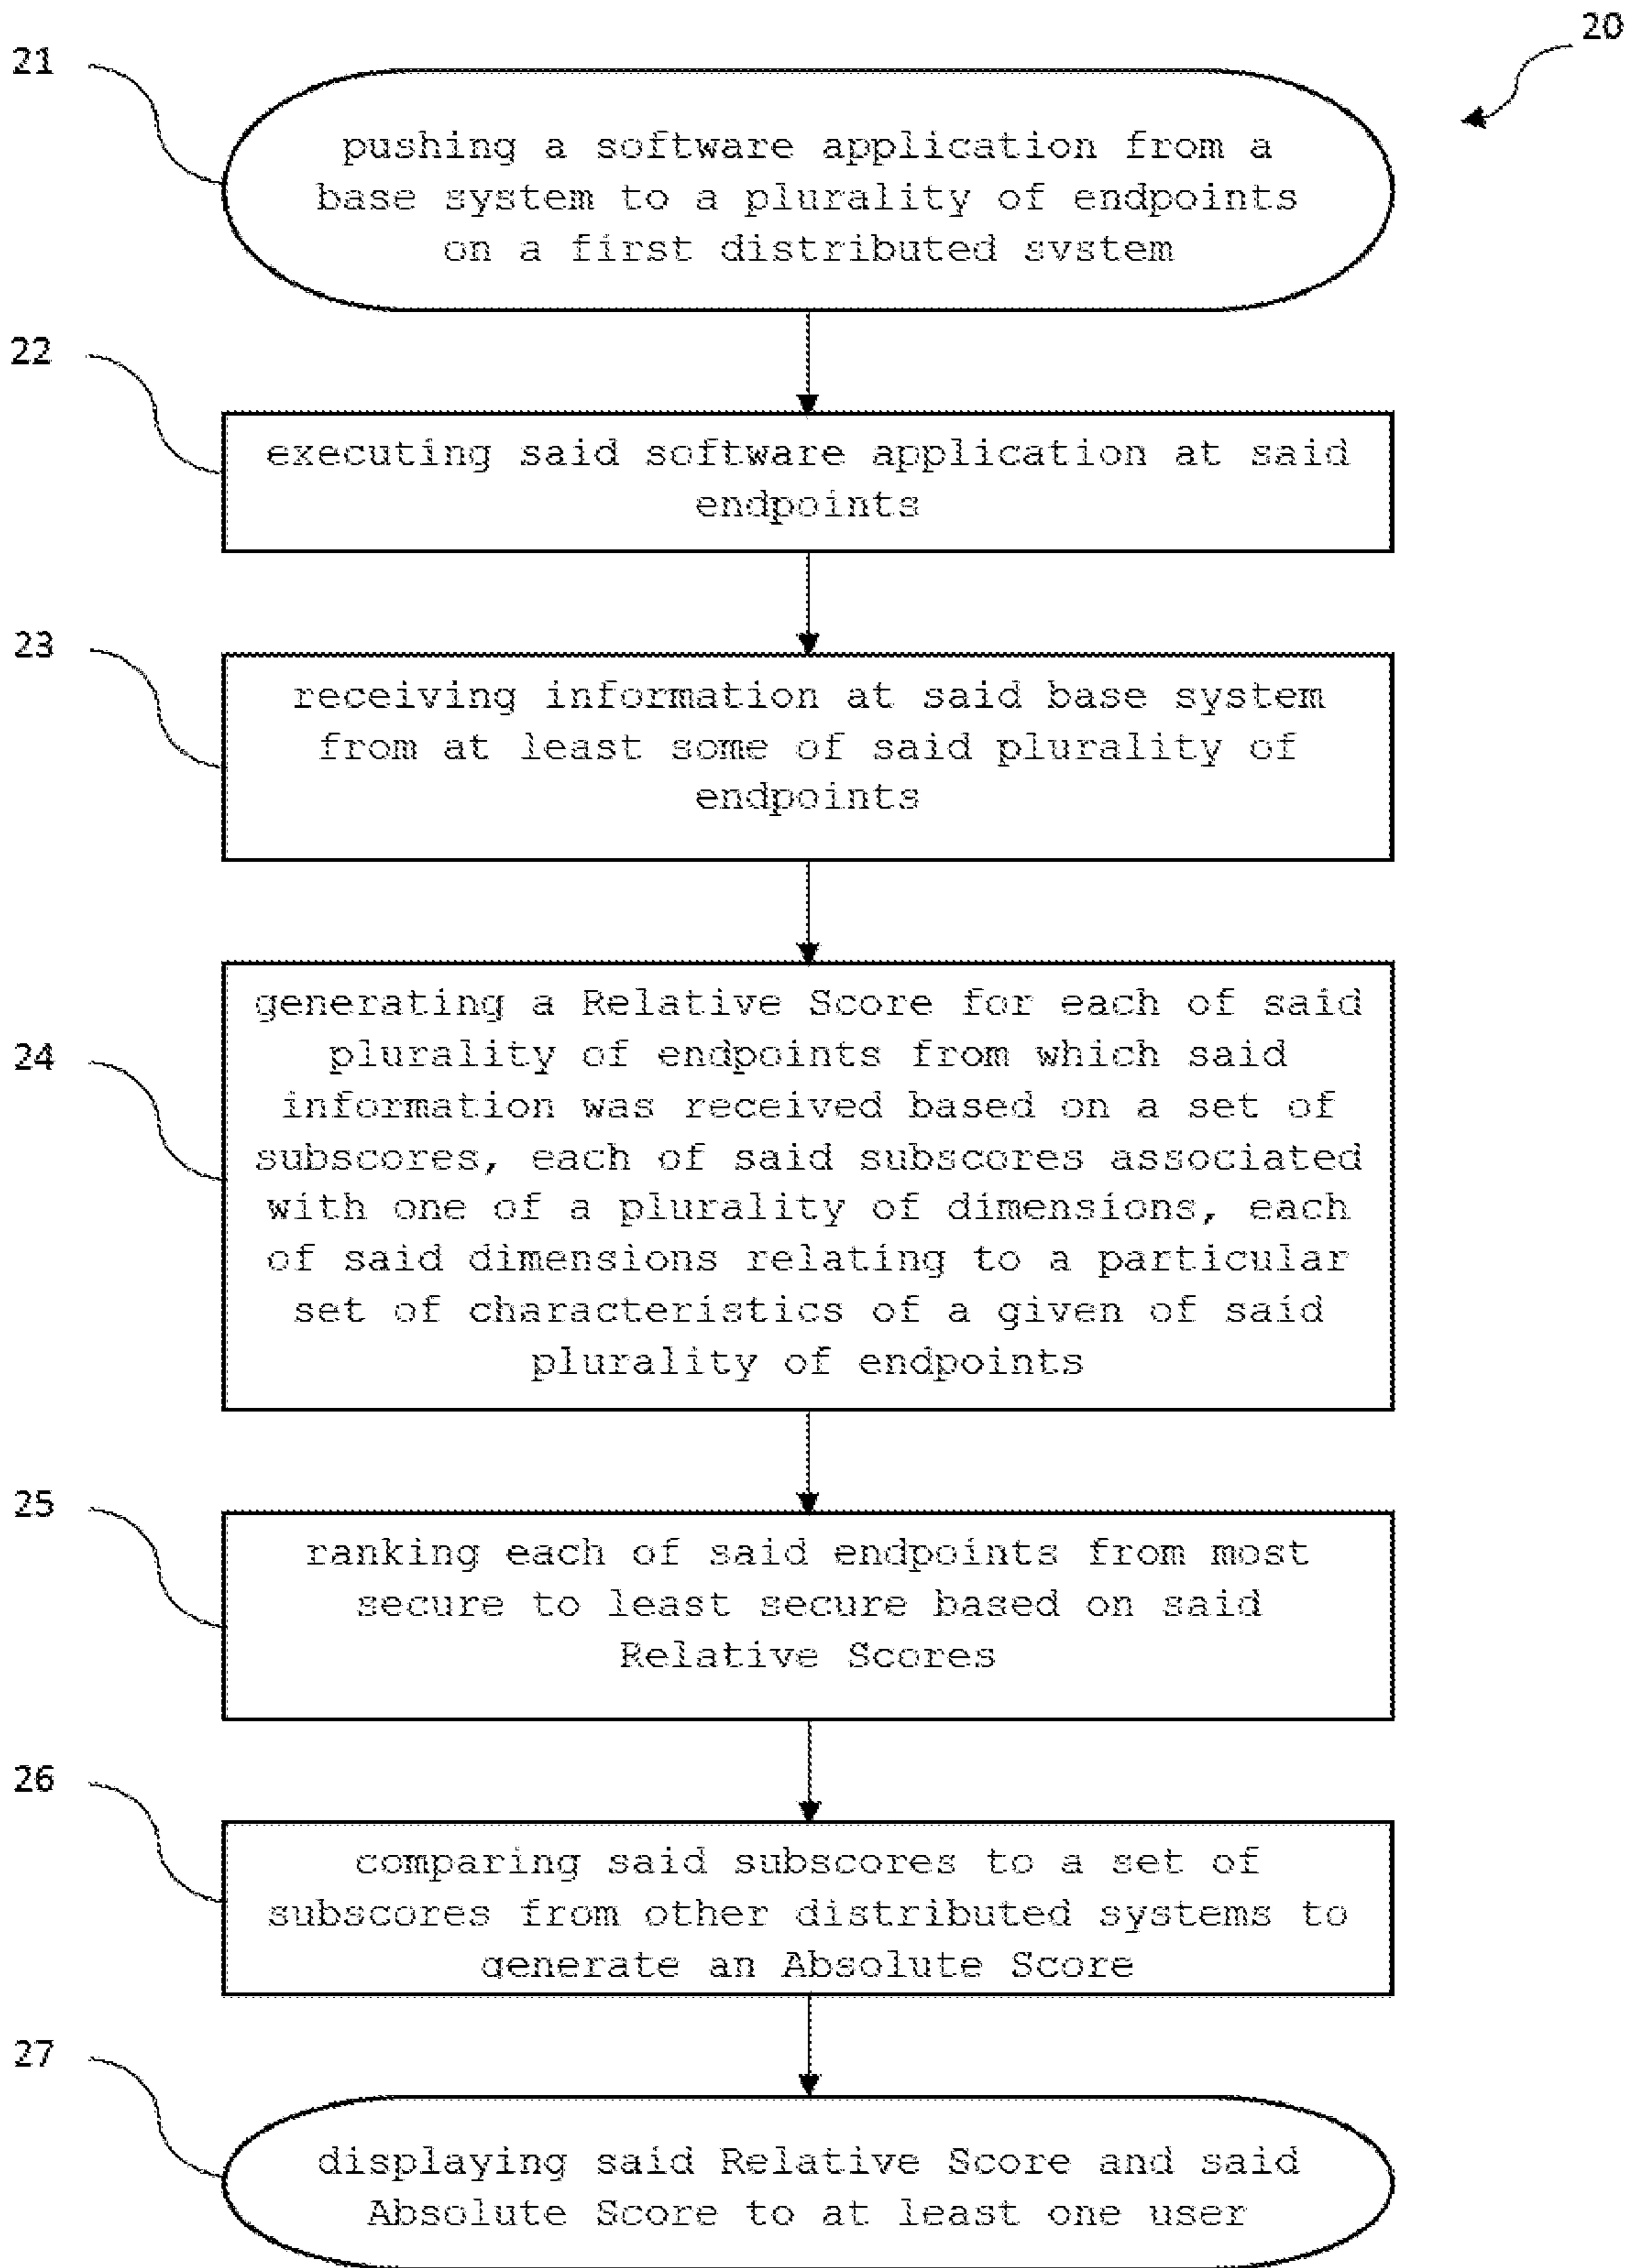 20
21
pushing a software application from a
base system to a plurality of endpoints
on a first distributed system
22
executing said software application at said
endpoints
23
receiving information at said base system
from at least some of said plurality of
endpoints
24
generating a Relative Score for each of said
plurality of endpoints from which said
information was received based on a set of
subscores, each of said subscores associated
with one of a plurality of dimensions, each
of said dimensions relating to a particular
set of characteristics of a given of said
plurality of endpoints
25
ranking each of said endpoints from most
secure to least secure based on said
Relative Scores
26
comparing said subscores to a set of
subscores from other distributed systems to
generate an Absolute Score
27
displaying said Relative Score and said
Absolute Score to at least one user